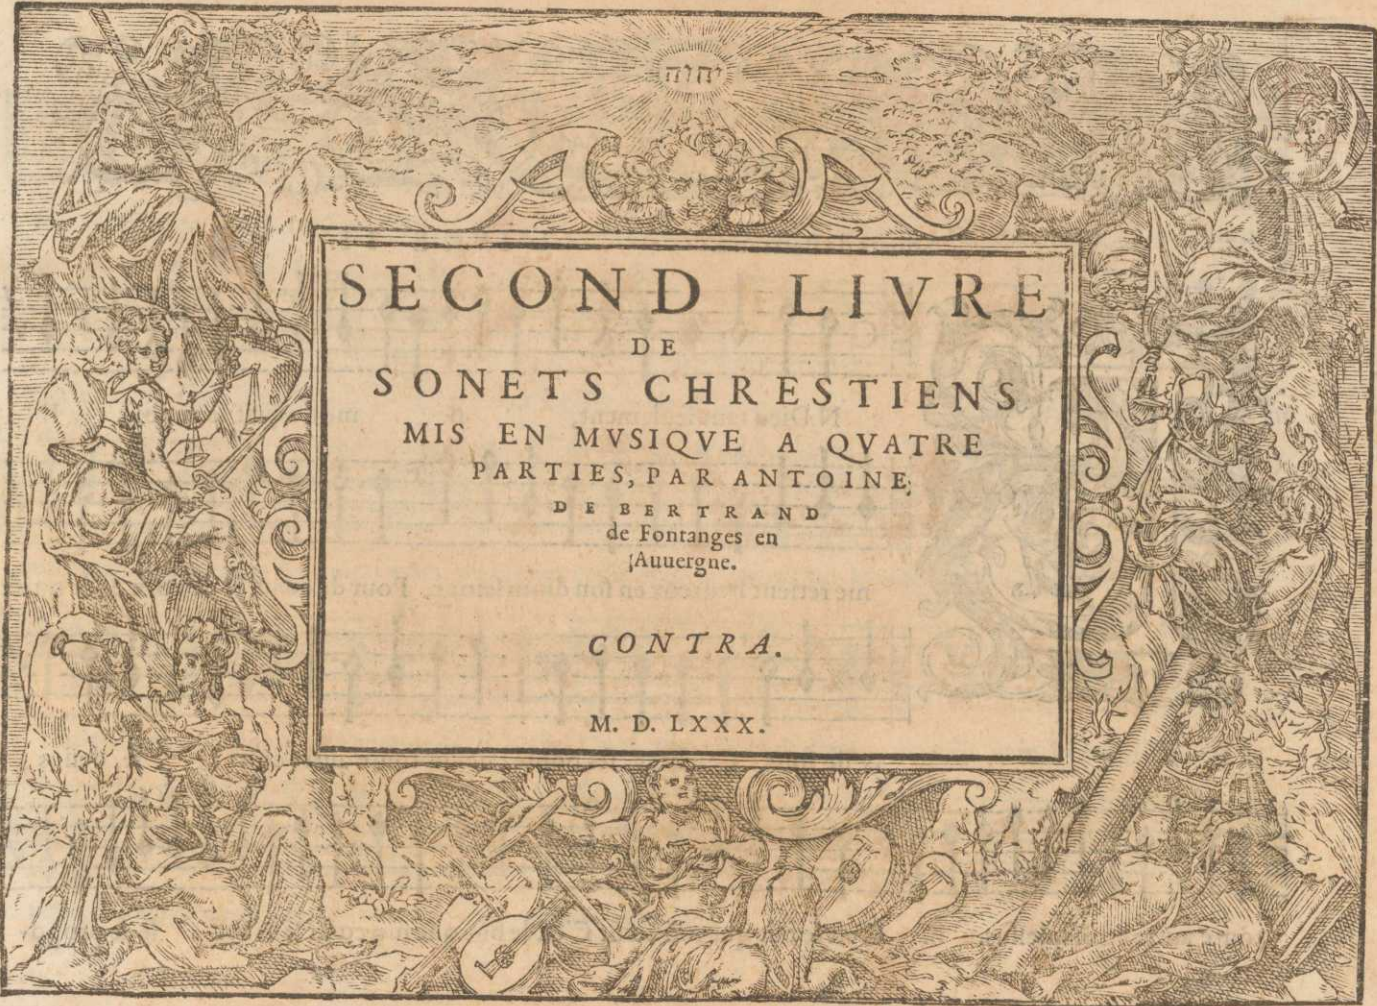 יהוה
SECOND LIVRE
DE
SONETS CHRESTIENS
MIS EN MVSIQVE A QVATRE
PARTIES, PAR ANTOINE
DE BERTRAND
de Fontanges en
Auuergne.
CONTRA.
M. D. LXXX.